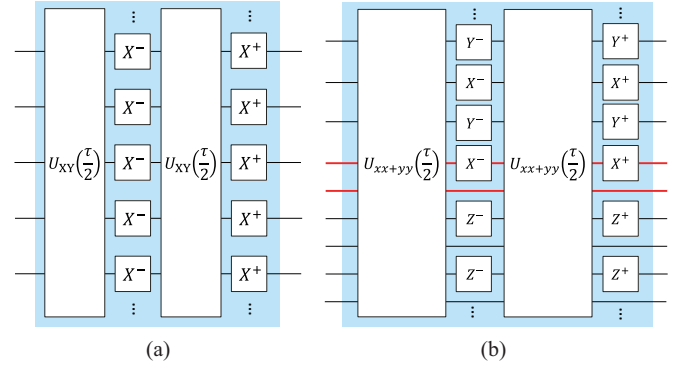 ⋮ ⋮
X⁻ X⁺
X⁻ X⁺
U_XY(τ/2) X⁻ U_XY(τ/2) X⁺
X⁻ X⁺
X⁻ X⁺
⋮ ⋮
(a)
⋮ ⋮
Y⁻ Y⁺
X⁻ X⁺
Y⁻ Y⁺
U_xx+yy(τ/2) X⁻ U_xx+yy(τ/2) X⁺
Z⁻ Z⁺
Z⁻ Z⁺
⋮ ⋮
(b)